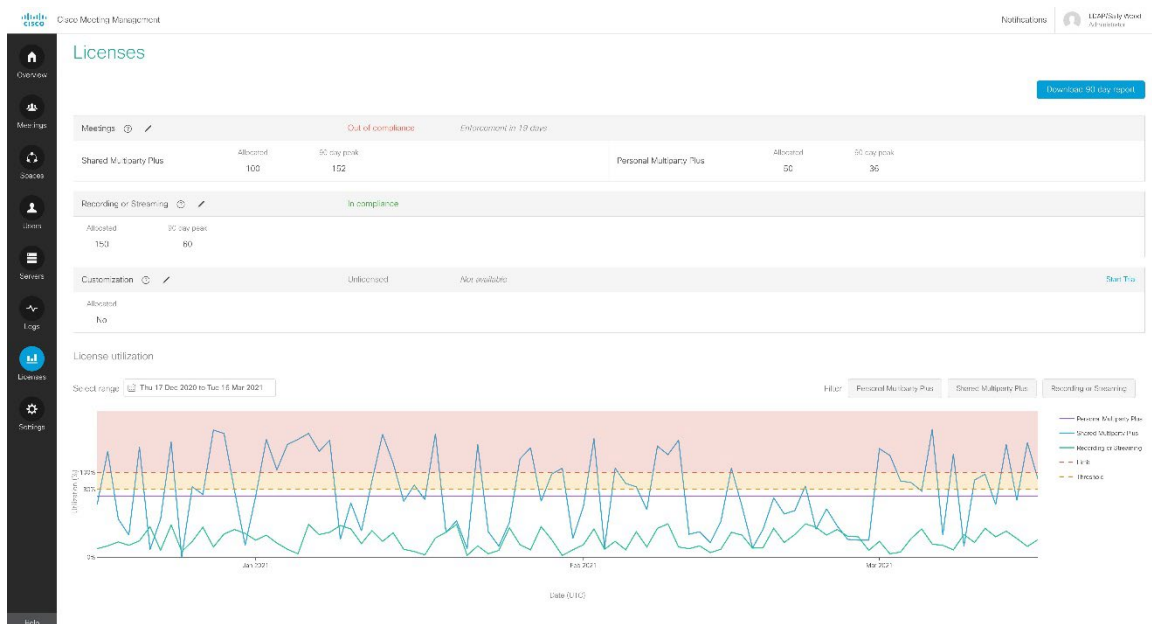 cisco Cisco Meeting Management Notifications LDAP/Sally Wood
Administrator
Licenses
Overview
Download 90 day report
Meetings
Meetings Out of compliance Enforcement in 19 days
Allocated 90 day peak Allocated 90 day peak
Shared Multiparty Plus 100 152 Personal Multiparty Plus 50 36
Spaces
Recording or Streaming In compliance
Users
Allocated 90 day peak
150 60
Servers
Customization Unlicensed Not available
Allocated
No
Logs
License utilization
Licenses
Select range Thu 17 Dec 2020 to Tue 16 Mar 2021 Filter Personal Multiparty Plus Shared Multiparty Plus Recording or Streaming
Settings
Personal Multiparty Plus
Shared Multiparty Plus
Recording or Streaming
Limit
Threshold
100%
80%
0%
Utilization (%)
Jan 2021 Feb 2021 Mar 2021
Date (UTC)
Help